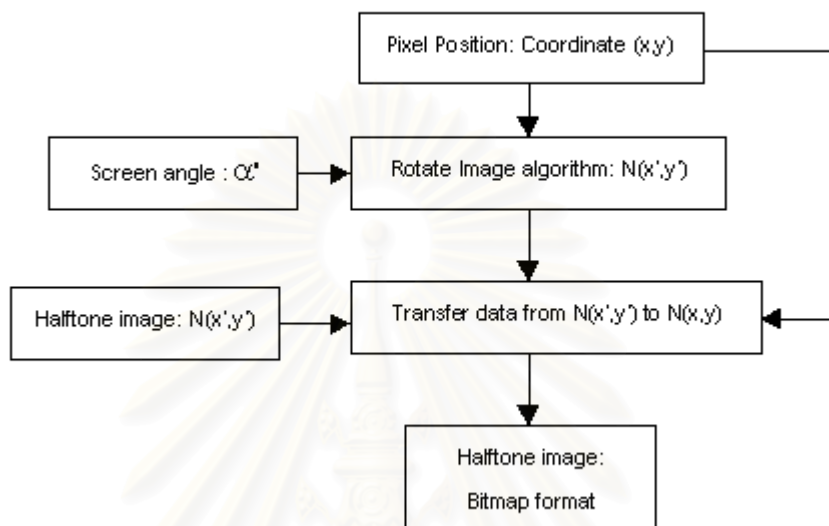 Pixel Position: Coordinate (x,y)
Screen angle : α°
Rotate Image algorithm: N(x',y')
Halftone image: N(x',y')
Transfer data from N(x',y') to N(x,y)
Halftone image:
Bitmap format